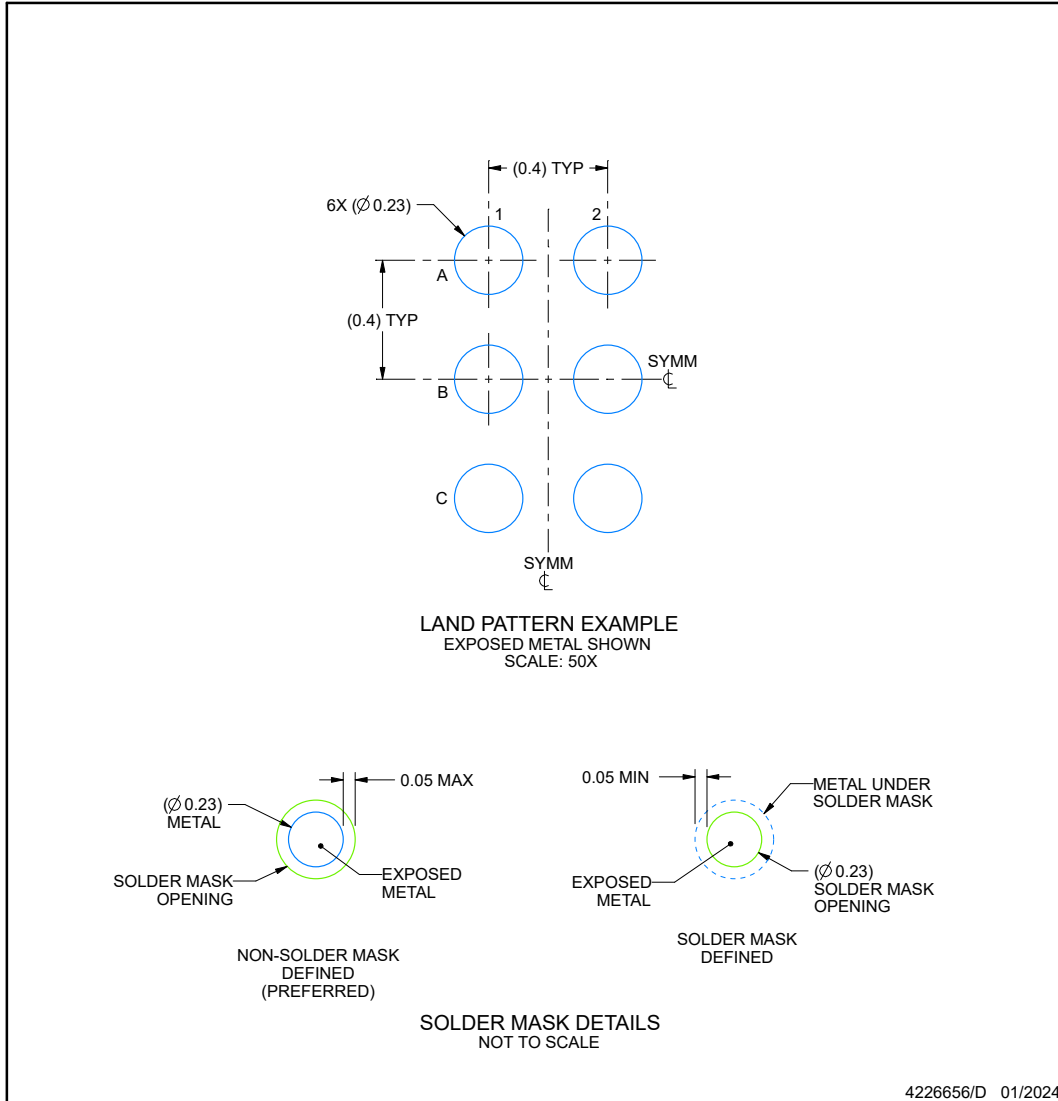 (0.4) TYP
6X (∅ 0.23)
1
2
A
(0.4) TYP
SYMM
℄
B
C
SYMM
℄
LAND PATTERN EXAMPLE
EXPOSED METAL SHOWN
SCALE: 50X
0.05 MAX
(∅ 0.23)
METAL
SOLDER MASK
OPENING
EXPOSED
METAL
NON-SOLDER MASK
DEFINED
(PREFERRED)
0.05 MIN
METAL UNDER
SOLDER MASK
EXPOSED
METAL
(∅ 0.23)
SOLDER MASK
OPENING
SOLDER MASK
DEFINED
SOLDER MASK DETAILS
NOT TO SCALE
4226656/D 01/2024